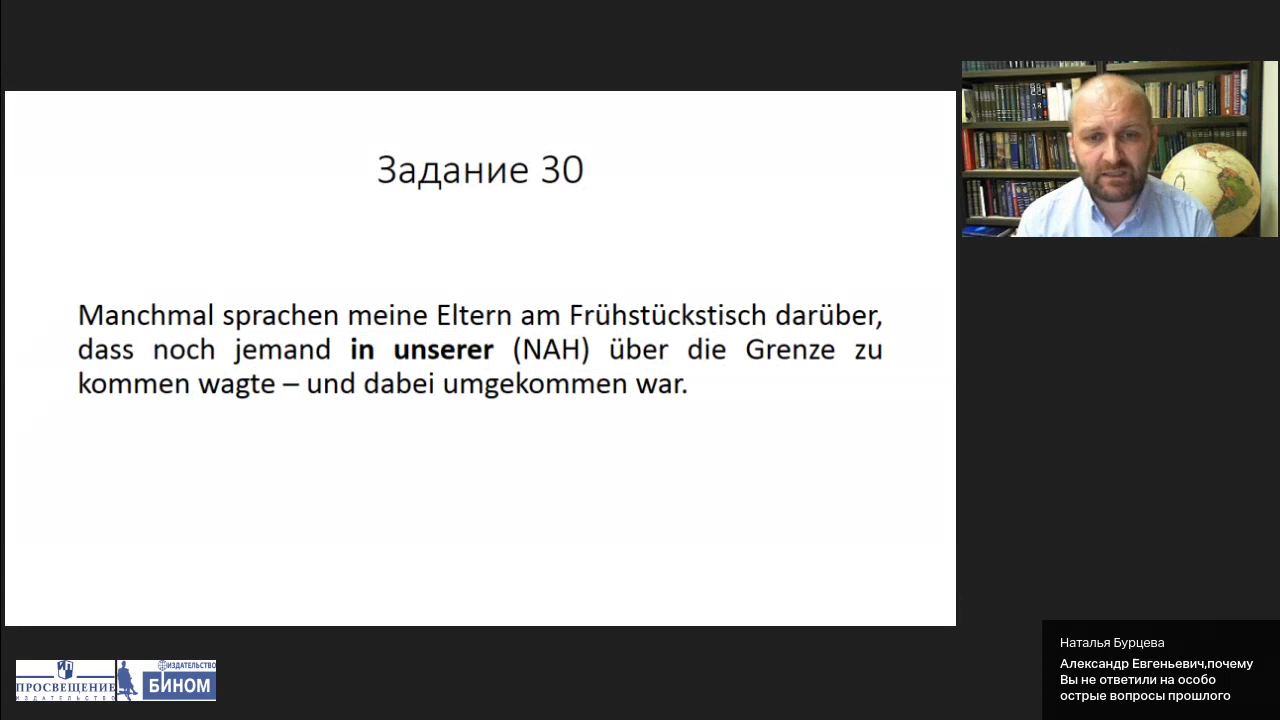 Задание 30
Manchmal sprachen meine Eltern am Frühstückstisch darüber,
dass noch jemand in unserer (NAH) über die Grenze zu
kommen wagte – und dabei umgekommen war.
ПРОСВЕЩЕНИЕ
ИЗДАТЕЛЬСТВО
ИЗДАТЕЛЬСТВО
БИНОМ
Наталья Бурцева
Александр Евгеньевич,почему
Вы не ответили на особо
острые вопросы прошлого